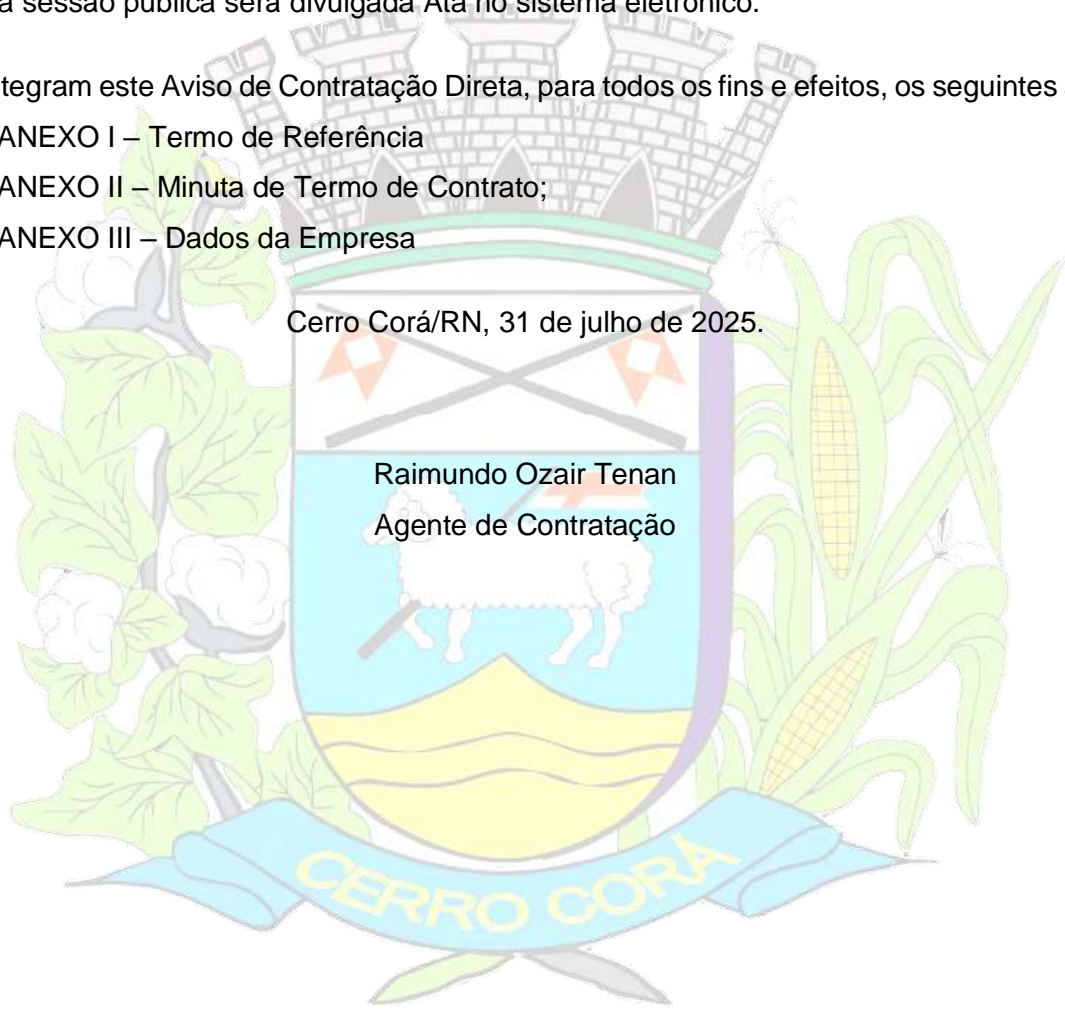 a sessão pública será divulgada Ata no sistema eletrônico.
tegram este Aviso de Contratação Direta, para todos os fins e efeitos, os seguintes
ANEXO I – Termo de Referência
ANEXO II – Minuta de Termo de Contrato;
ANEXO III – Dados da Empresa
Cerro Corá/RN, 31 de julho de 2025.
Raimundo Ozair Tenan
Agente de Contratação
CERRO CORÁ